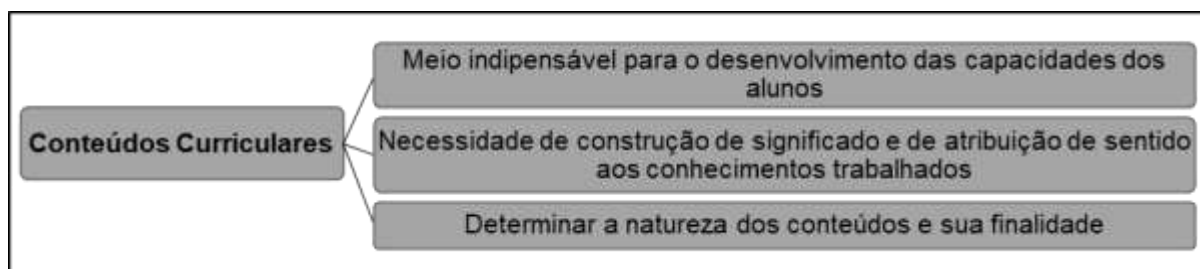 Conteúdos Curriculares
Meio indipensável para o desenvolvimento das capacidades dos
alunos
Necessidade de construção de significado e de atribuição de sentido
aos conhecimentos trabalhados
Determinar a natureza dos conteúdos e sua finalidade